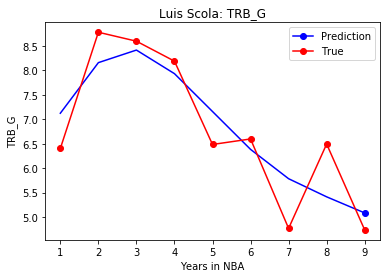 Luis Scola: TRB_G
Prediction
True
8.5
8.0
7.5
7.0
6.5
6.0
5.5
5.0
TRB_G
1 2 3 4 5 6 7 8 9
Years in NBA